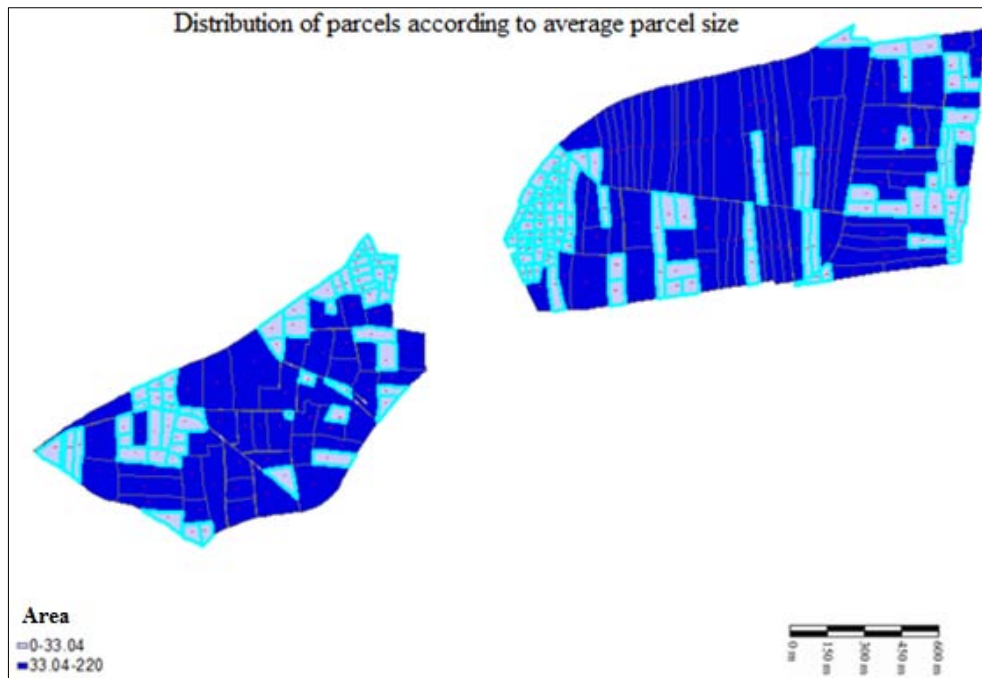 Distribution of parcels according to average parcel size
Area
0-33.04
33.04-220
0 m
150 m
300 m
450 m
600 m